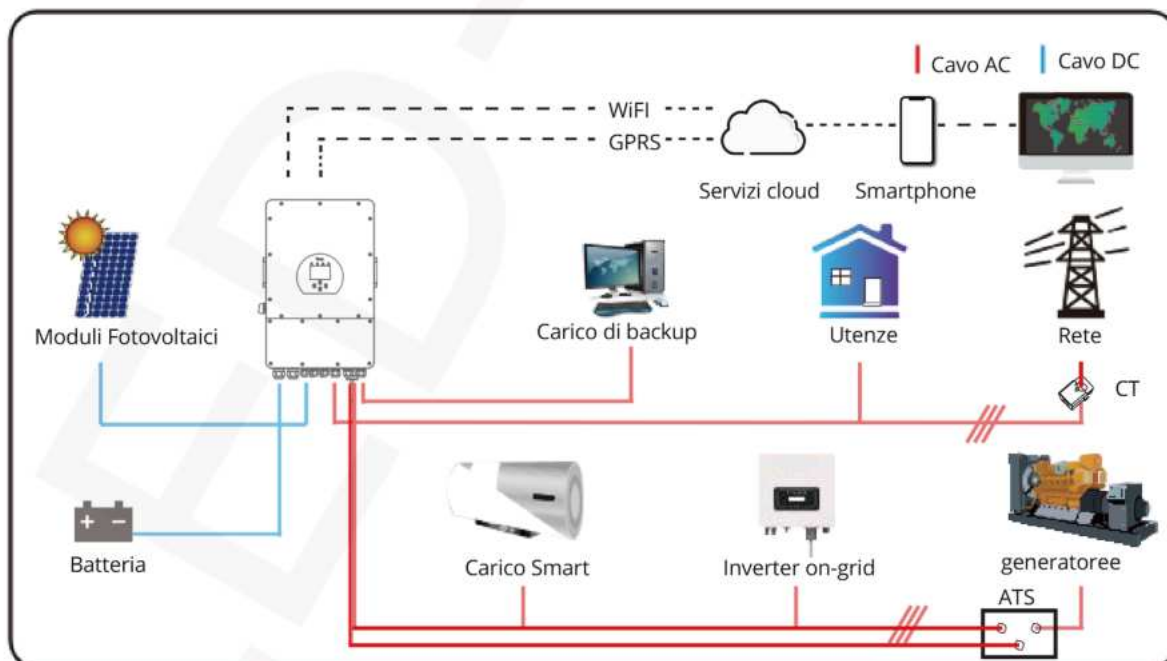 Cavo AC
Cavo DC
WiFI
GPRS
Servizi cloud
Smartphone
Moduli Fotovoltaici
Carico di backup
Utenze
Rete
CT
Batteria
Carico Smart
Inverter on-grid
generatoree
ATS